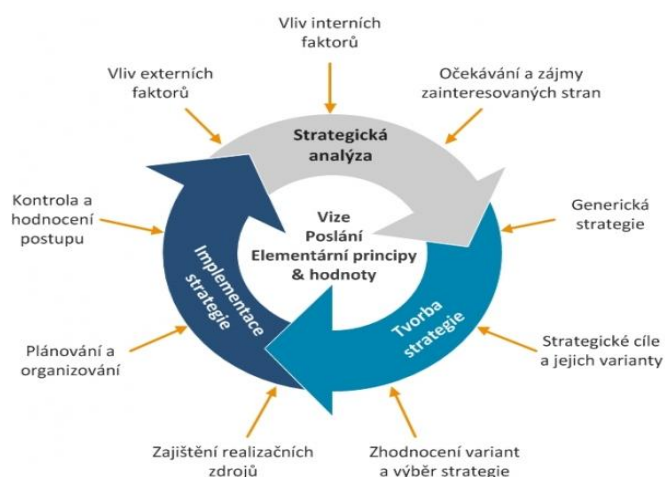 Vliv interních
faktorů
Vliv externích
faktorů
Očekávání a zájmy
zainteresovaných stran
Strategická
analýza
Kontrola a
hodnocení
postupu
Generická
strategie
Vize
Poslání
Elementární principy
& hodnoty
Implementace
strategie
Tvorba
strategie
Plánování a
organizování
Strategické cíle
a jejich varianty
Zajištění realizačních
zdrojů
Zhodnocení variant
a výběr strategie